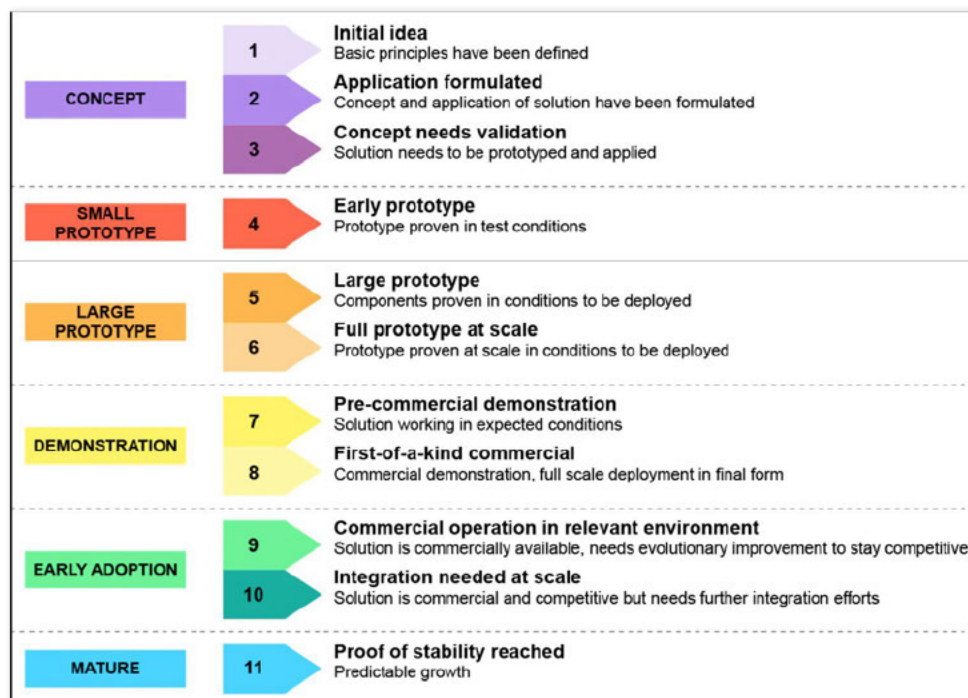 1
Initial idea
Basic principles have been defined
CONCEPT
2
Application formulated
Concept and application of solution have been formulated
3
Concept needs validation
Solution needs to be prototyped and applied
SMALL
PROTOTYPE
4
Early prototype
Prototype proven in test conditions
LARGE
PROTOTYPE
5
Large prototype
Components proven in conditions to be deployed
6
Full prototype at scale
Prototype proven at scale in conditions to be deployed
DEMONSTRATION
7
Pre-commercial demonstration
Solution working in expected conditions
8
First-of-a-kind commercial
Commercial demonstration, full scale deployment in final form
EARLY ADOPTION
9
Commercial operation in relevant environment
Solution is commercially available, needs evolutionary improvement to stay competitive
10
Integration needed at scale
Solution is commercial and competitive but needs further integration efforts
MATURE
11
Proof of stability reached
Predictable growth